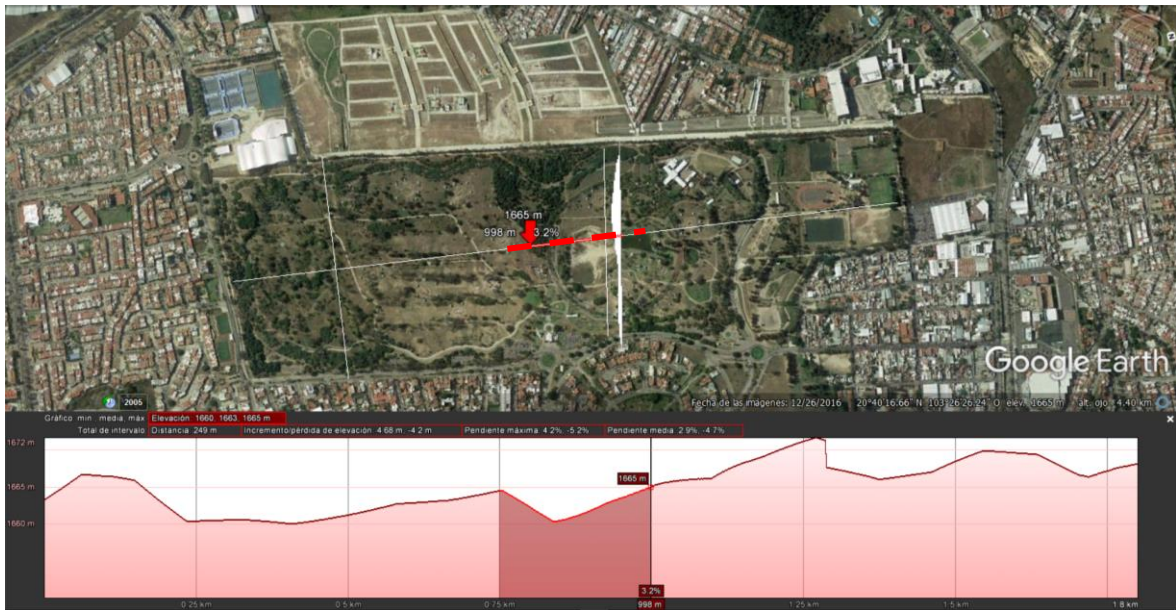 1665 m
998 m 3.2%
Google Earth
2005
Fecha de las imágenes: 12/26/2016 20°40'16.66" N 103°26'26.24" O elev. 1665 m alt. ojo 4.40 km
Gráfico: min., media, máx. Elevación: 1660, 1663, 1665 m
Total de intervalo: Distancia: 249 m Incremento/pérdida de elevación: 4.68 m, -4.2 m Pendiente máxima: 4.2%, -5.2% Pendiente media: 2.9%, -4.7%
1672 m
1665 m
1665 m
1660 m
3.2%
0.25 km 0.5 km 0.75 km 998 m 1.25 km 1.5 km 1.8 km